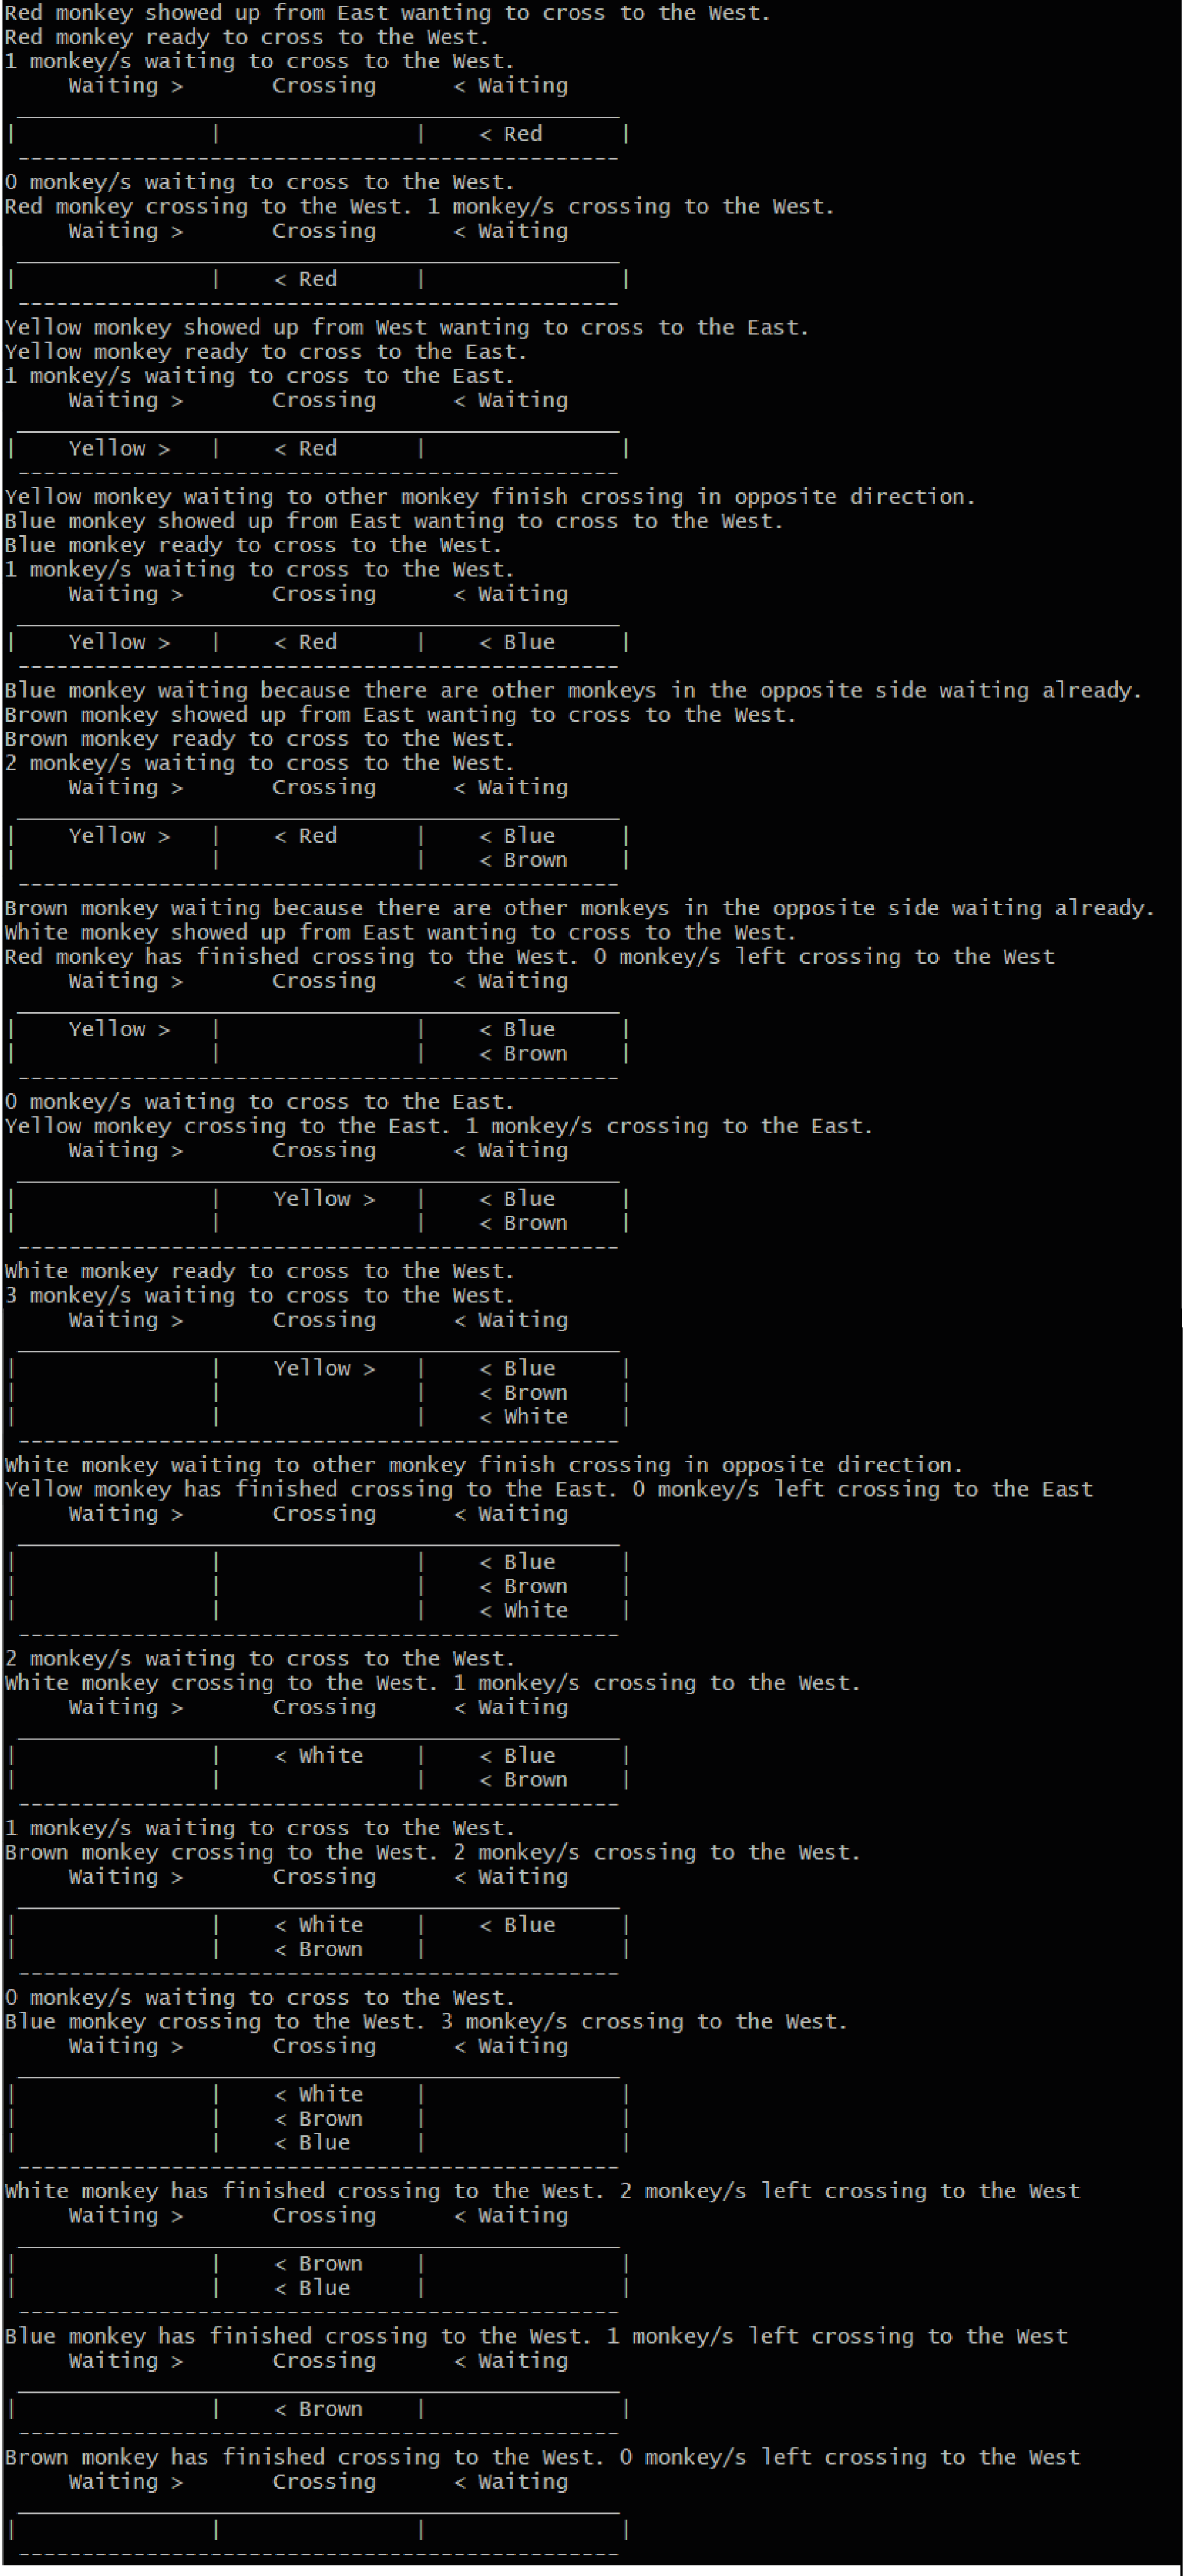 Red monkey showed up from East wanting to cross to the West.
Red monkey ready to cross to the West.
1 monkey/s waiting to cross to the West.
     Waiting >       Crossing      < Waiting
 _______________________________________________
|               |               |    < Red      |
 -----------------------------------------------
0 monkey/s waiting to cross to the West.
Red monkey crossing to the West. 1 monkey/s crossing to the West.
     Waiting >       Crossing      < Waiting
 _______________________________________________
|               |    < Red      |               |
 -----------------------------------------------
Yellow monkey showed up from West wanting to cross to the East.
Yellow monkey ready to cross to the East.
1 monkey/s waiting to cross to the East.
     Waiting >       Crossing      < Waiting
 _______________________________________________
|    Yellow >   |    < Red      |               |
 -----------------------------------------------
Yellow monkey waiting to other monkey finish crossing in opposite direction.
Blue monkey showed up from East wanting to cross to the West.
Blue monkey ready to cross to the West.
1 monkey/s waiting to cross to the West.
     Waiting >       Crossing      < Waiting
 _______________________________________________
|    Yellow >   |    < Red      |    < Blue     |
 -----------------------------------------------
Blue monkey waiting because there are other monkeys in the opposite side waiting already.
Brown monkey showed up from East wanting to cross to the West.
Brown monkey ready to cross to the West.
2 monkey/s waiting to cross to the West.
     Waiting >       Crossing      < Waiting
 _______________________________________________
|    Yellow >   |    < Red      |    < Blue     |
|               |               |    < Brown    |
 -----------------------------------------------
Brown monkey waiting because there are other monkeys in the opposite side waiting already.
White monkey showed up from East wanting to cross to the West.
Red monkey has finished crossing to the West. 0 monkey/s left crossing to the West
     Waiting >       Crossing      < Waiting
 _______________________________________________
|    Yellow >   |               |    < Blue     |
|               |               |    < Brown    |
 -----------------------------------------------
0 monkey/s waiting to cross to the East.
Yellow monkey crossing to the East. 1 monkey/s crossing to the East.
     Waiting >       Crossing      < Waiting
 _______________________________________________
|               |    Yellow >   |    < Blue     |
|               |               |    < Brown    |
 -----------------------------------------------
White monkey ready to cross to the West.
3 monkey/s waiting to cross to the West.
     Waiting >       Crossing      < Waiting
 _______________________________________________
|               |    Yellow >   |    < Blue     |
|               |               |    < Brown    |
|               |               |    < White    |
 -----------------------------------------------
White monkey waiting to other monkey finish crossing in opposite direction.
Yellow monkey has finished crossing to the East. 0 monkey/s left crossing to the East
     Waiting >       Crossing      < Waiting
 _______________________________________________
|               |               |    < Blue     |
|               |               |    < Brown    |
|               |               |    < White    |
 -----------------------------------------------
2 monkey/s waiting to cross to the West.
White monkey crossing to the West. 1 monkey/s crossing to the West.
     Waiting >       Crossing      < Waiting
 _______________________________________________
|               |    < White    |    < Blue     |
|               |               |    < Brown    |
 -----------------------------------------------
1 monkey/s waiting to cross to the West.
Brown monkey crossing to the West. 2 monkey/s crossing to the West.
     Waiting >       Crossing      < Waiting
 _______________________________________________
|               |    < White    |    < Blue     |
|               |    < Brown    |               |
 -----------------------------------------------
0 monkey/s waiting to cross to the West.
Blue monkey crossing to the West. 3 monkey/s crossing to the West.
     Waiting >       Crossing      < Waiting
 _______________________________________________
|               |    < White    |               |
|               |    < Brown    |               |
|               |    < Blue     |               |
 -----------------------------------------------
White monkey has finished crossing to the West. 2 monkey/s left crossing to the West
     Waiting >       Crossing      < Waiting
 _______________________________________________
|               |    < Brown    |               |
|               |    < Blue     |               |
 -----------------------------------------------
Blue monkey has finished crossing to the West. 1 monkey/s left crossing to the West
     Waiting >       Crossing      < Waiting
 _______________________________________________
|               |    < Brown    |               |
 -----------------------------------------------
Brown monkey has finished crossing to the West. 0 monkey/s left crossing to the West
     Waiting >       Crossing      < Waiting
 _______________________________________________
|               |               |               |
 -----------------------------------------------